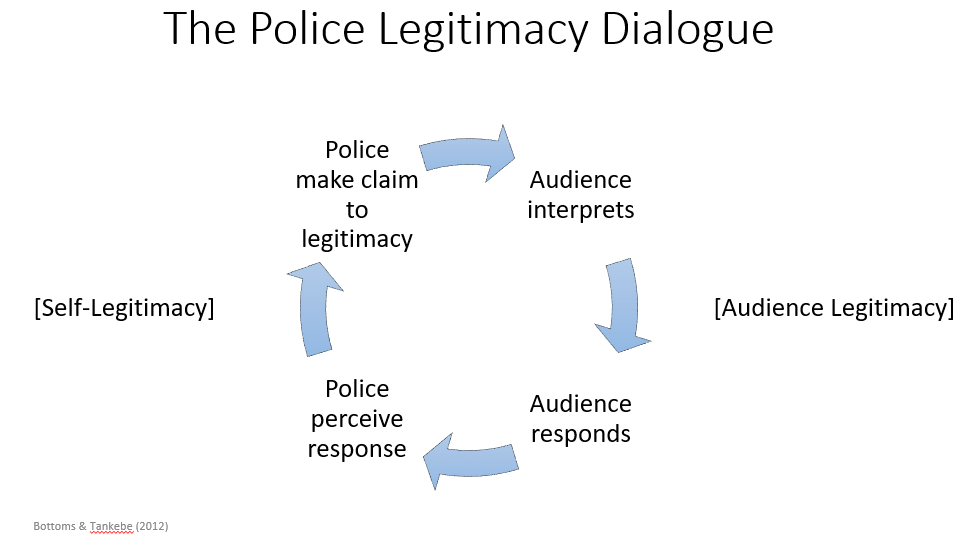 The Police Legitimacy Dialogue
Police
make claim
to
legitimacy
Audience
interprets
[Self-Legitimacy]
[Audience Legitimacy]
Police
perceive
response
Audience
responds
Bottoms & Tankebe (2012)